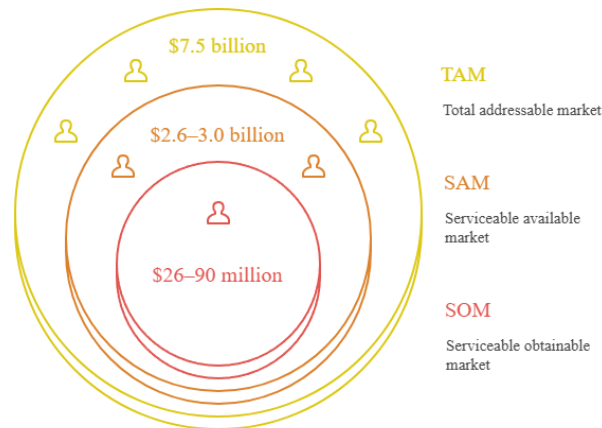 $7.5 billion
TAM
Total addressable market
$2.6–3.0 billion
SAM
Serviceable available
market
$26–90 million
SOM
Serviceable obtainable
market